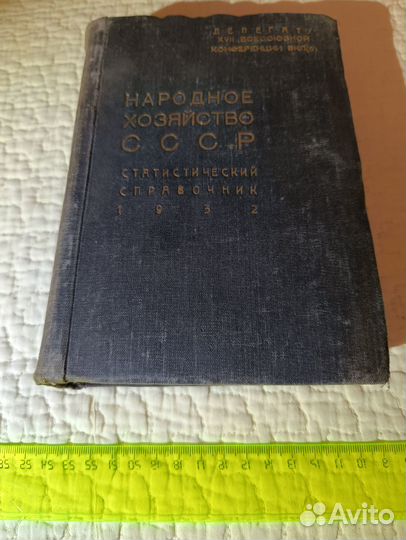 ДЕЛЕГАТУ
XVII ВСЕСОЮЗНОЙ
КОНФЕРЕНЦИИ ВКП(б)
НАРОДНОЕ
ХОЗЯЙСТВО
СССР
СТАТИСТИЧЕСКИЙ
СПРАВОЧНИК
1932
Avito